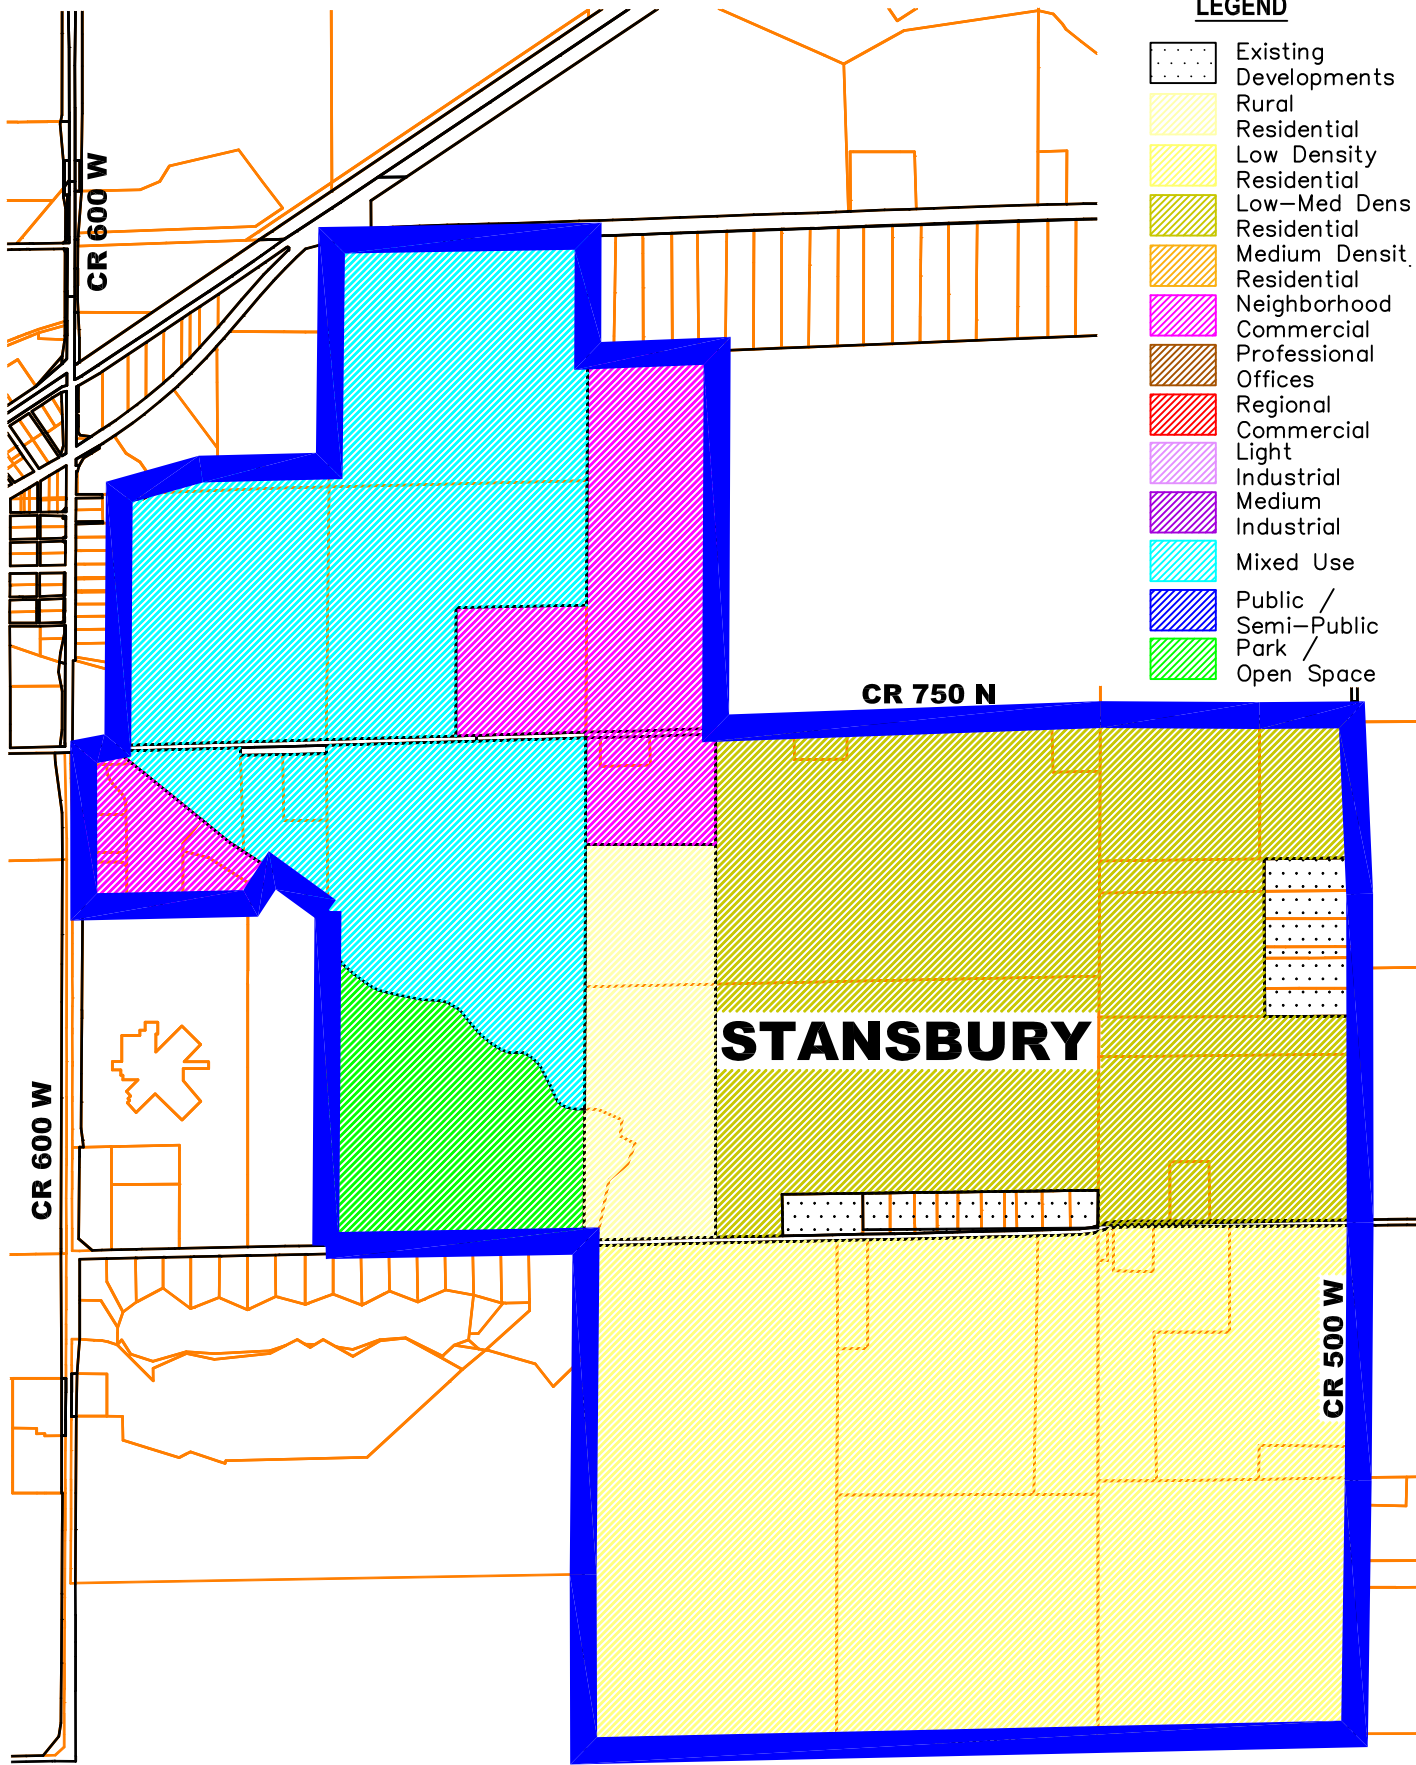 LEGEND
Existing
Developments
Rural
Residential
Low Density
Residential
Low-Med Dens
Residential
Medium Densit
Residential
Neighborhood
Commercial
Professional
Offices
Regional
Commercial
Light
Industrial
Medium
Industrial
Mixed Use
Public /
Semi-Public
Park /
Open Space
CR 600 W
CR 750 N
STANSBURY
CR 600 W
CR 500 W